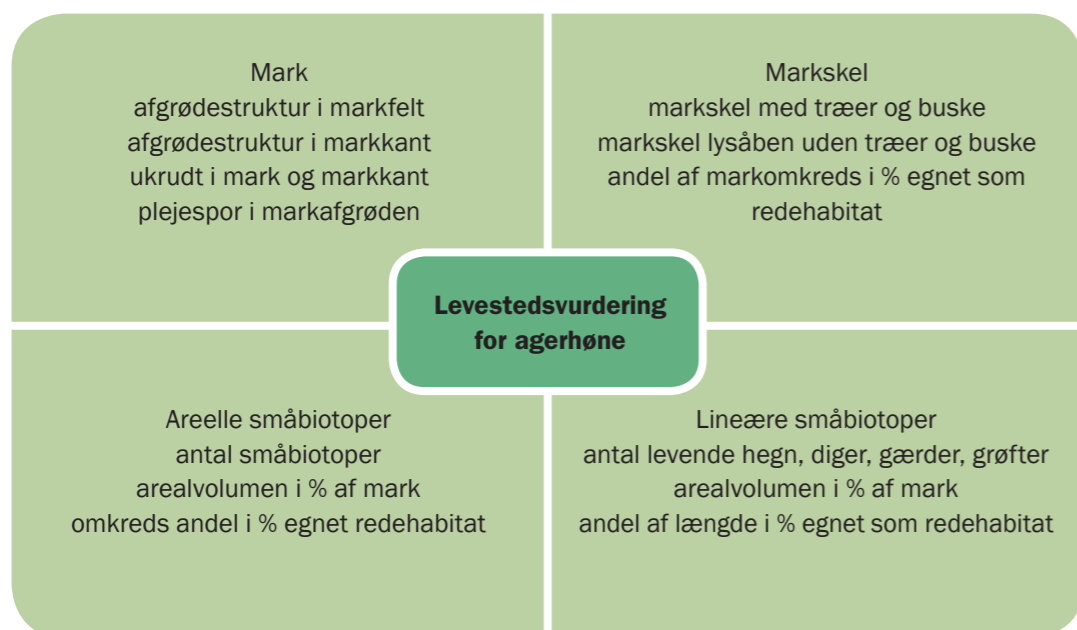 Mark
afgrødestruktur i markfelt
afgrødestruktur i markkant
ukrudt i mark og markkant
plejespor i markafgrøden
Markskel
markskel med træer og buske
markskel lysåben uden træer og buske
andel af markomkreds i % egnet som
redehabitat
Levestedsvurdering
for agerhøne
Areelle småbiotoper
antal småbiotoper
arealvolumen i % af mark
omkreds andel i % egnet redehabitat
Lineære småbiotoper
antal levende hegn, diger, gærder, grøfter
arealvolumen i % af mark
andel af længde i % egnet som redehabitat